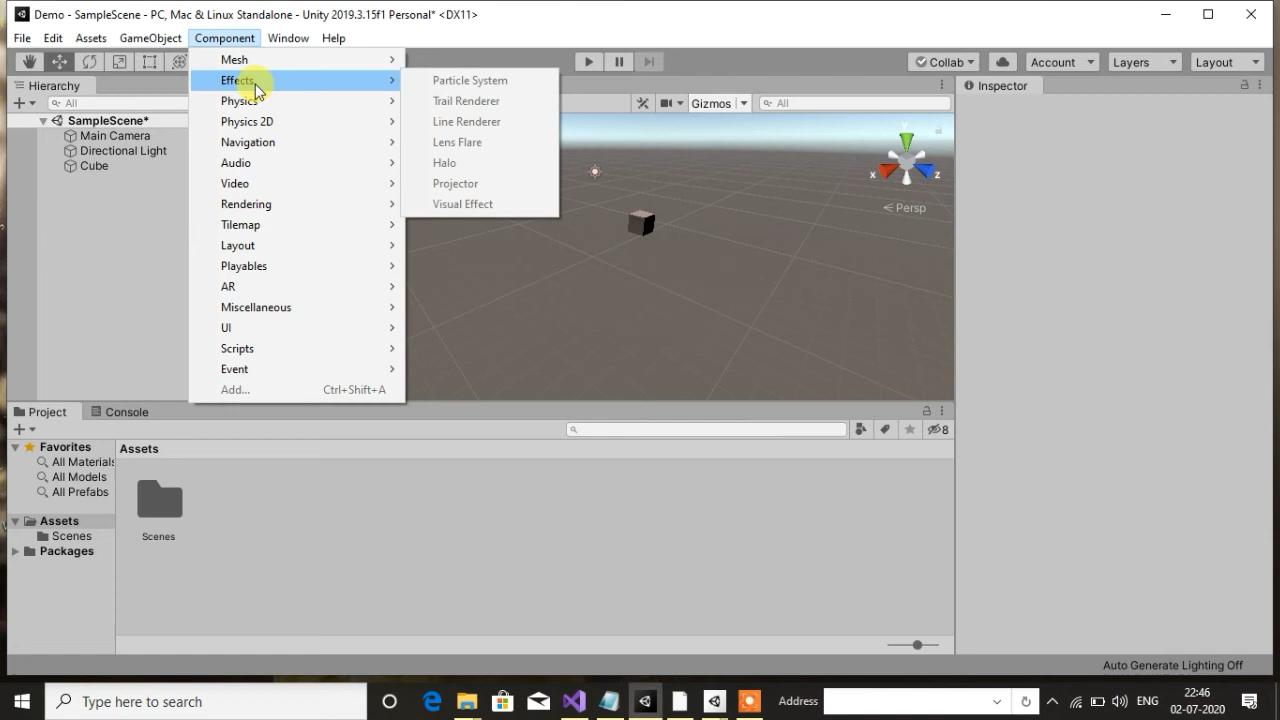 Demo - SampleScene - PC, Mac & Linux Standalone - Unity 2019.3.15f1 Personal* <DX11>
File Edit Assets GameObject Component Window Help
Collab Account Layers Layout
Hierarchy
All
SampleScene*
Main Camera
Directional Light
Cube
Mesh
Effects
Physics
Physics 2D
Navigation
Audio
Video
Rendering
Tilemap
Layout
Playables
AR
Miscellaneous
UI
Scripts
Event
Add... Ctrl+Shift+A
Particle System
Trail Renderer
Line Renderer
Lens Flare
Halo
Projector
Visual Effect
Gizmos All
y
x z
Persp
Inspector
Project Console
8
Favorites
All Materials
All Models
All Prefabs
Assets
Scenes
Packages
Assets
Scenes
Auto Generate Lighting Off
Type here to search
Address
ENG
22:46
02-07-2020